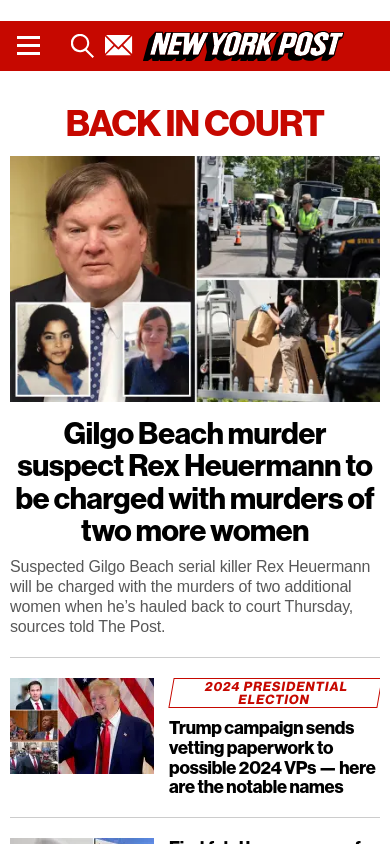 NEW YORK POST
BACK IN COURT
Gilgo Beach murder
suspect Rex Heuermann to
be charged with murders of
two more women
Suspected Gilgo Beach serial killer Rex Heuermann
will be charged with the murders of two additional
women when he’s hauled back to court Thursday,
sources told The Post.
2024 PRESIDENTIAL
ELECTION
Trump campaign sends
vetting paperwork to
possible 2024 VPs — here
are the notable names